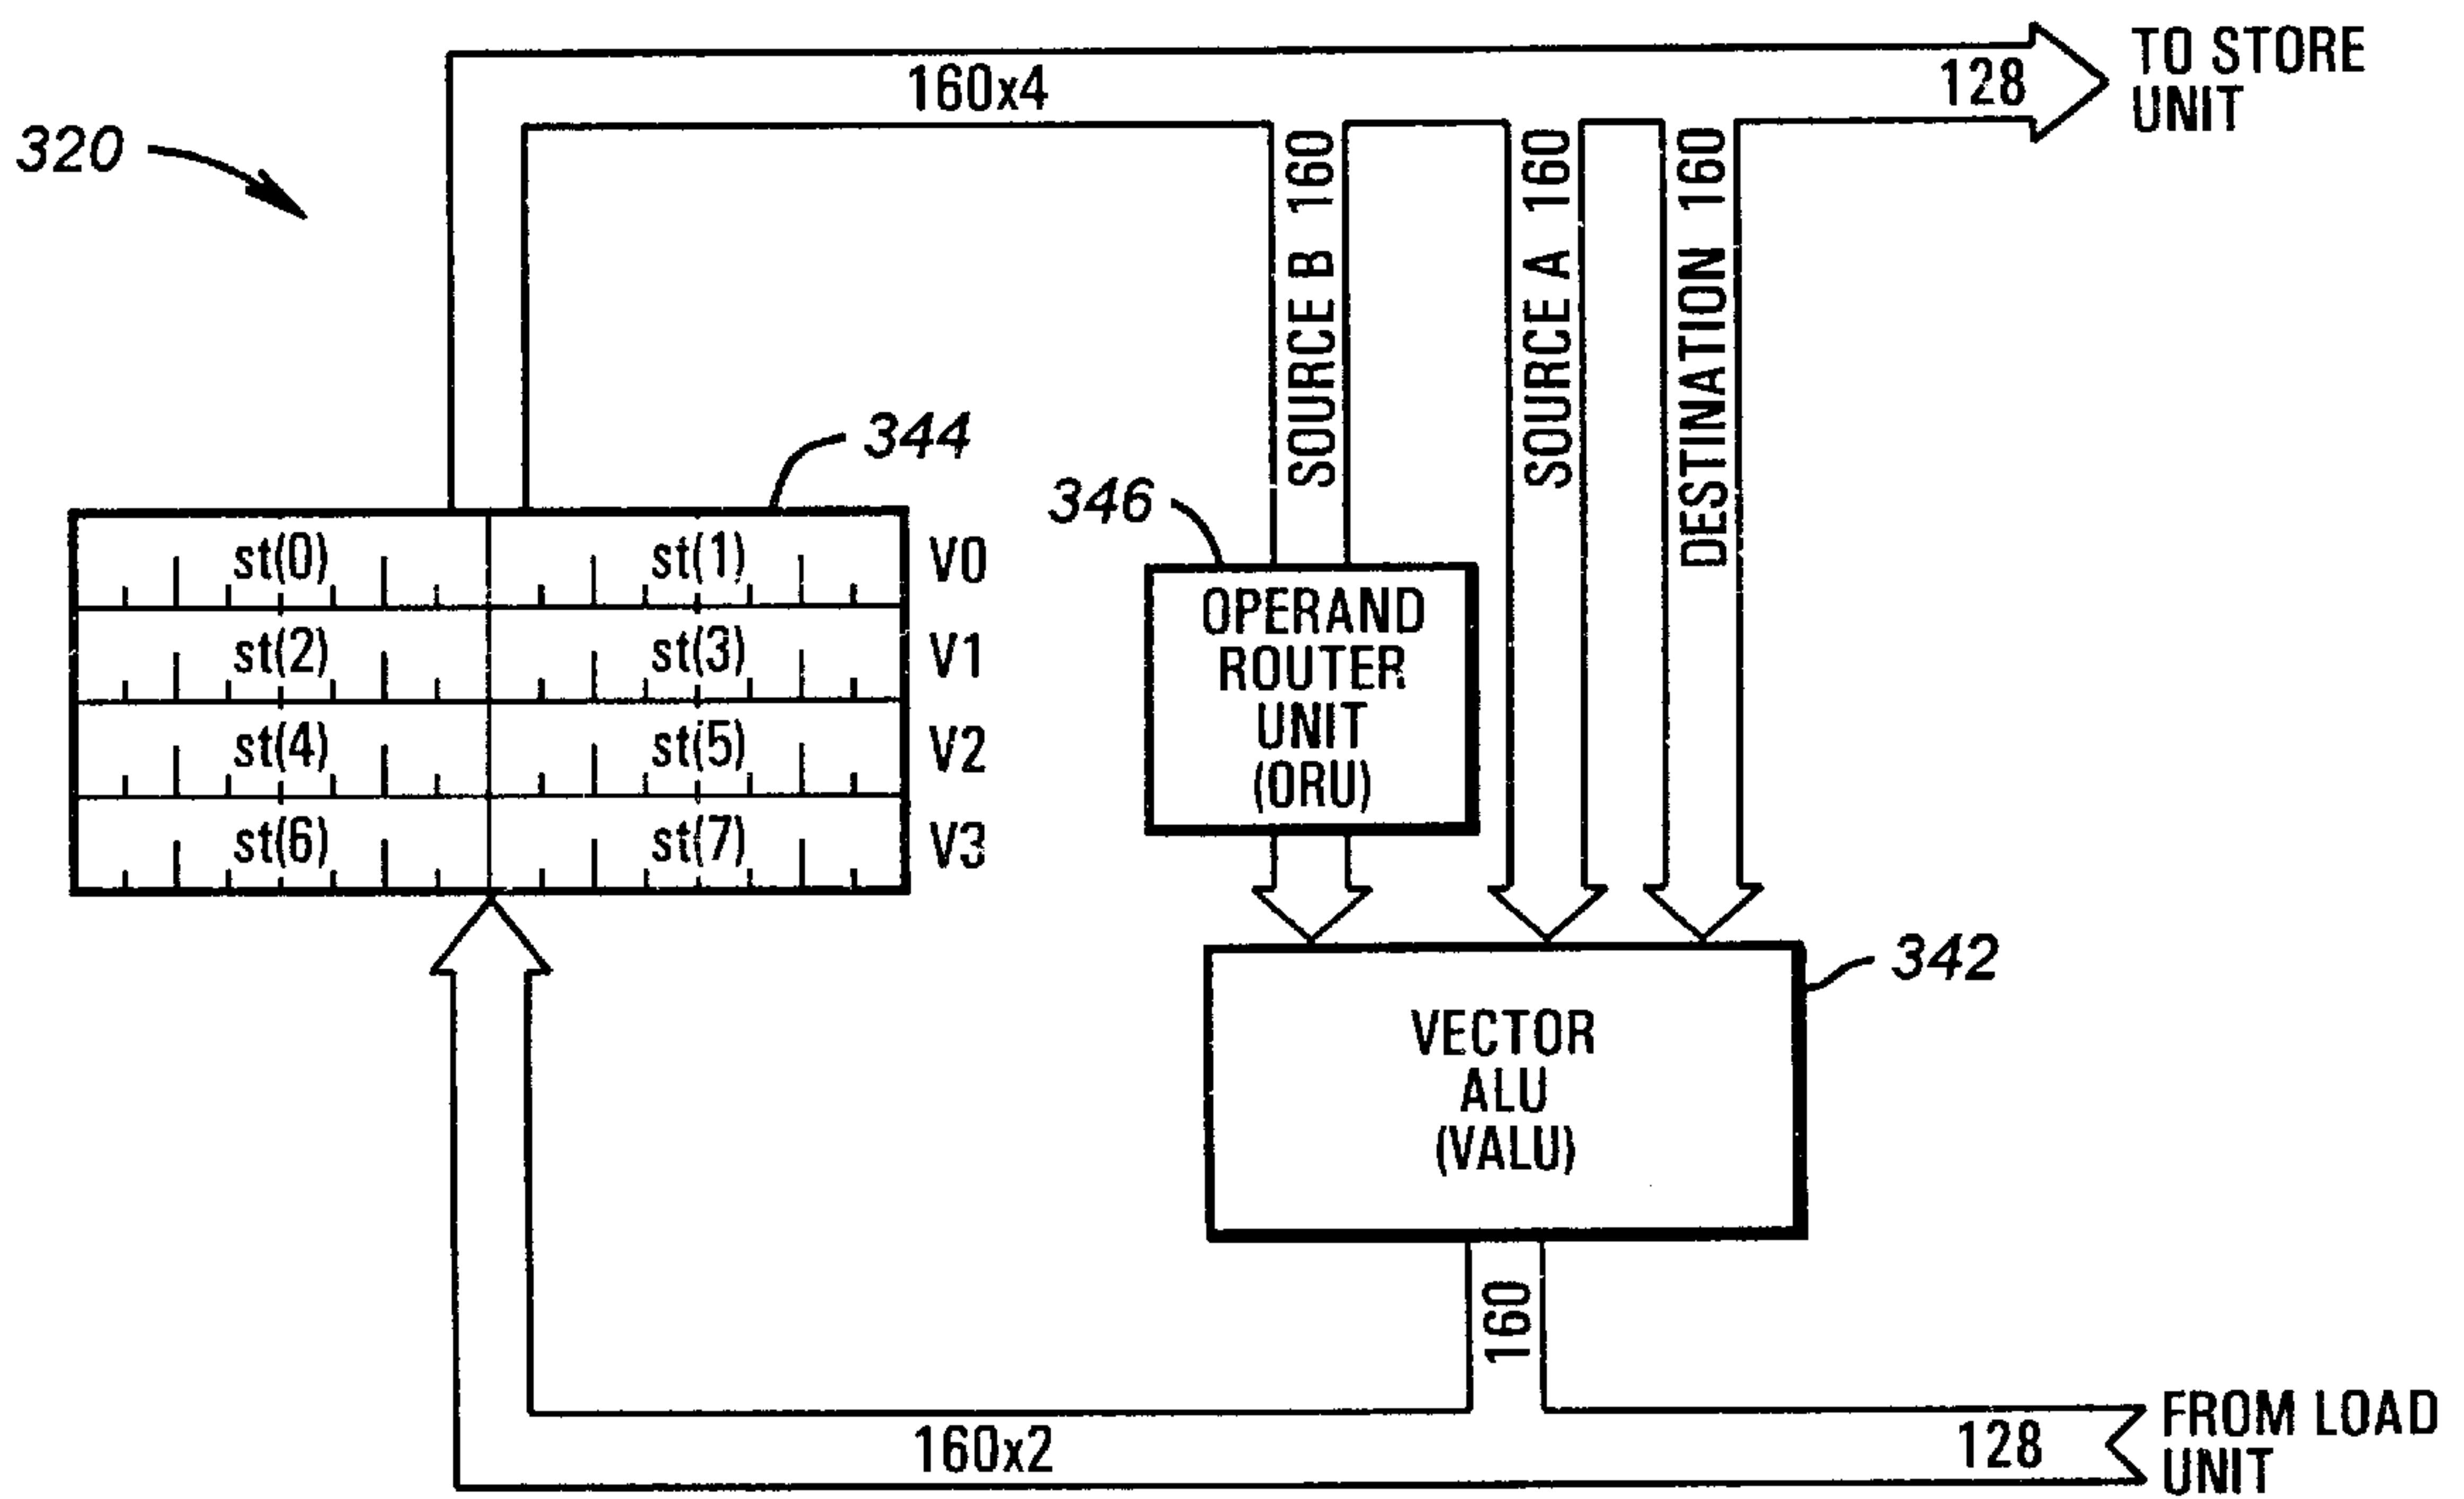 TO STORE
UNIT
160x4
128
320
SOURCE B 160
SOURCE A 160
DESTINATION 160
344
346
st(0)
st(1)
V0
st(2)
st(3)
V1
st(4)
st(5)
V2
st(6)
st(7)
V3
OPERAND
ROUTER
UNIT
(ORU)
342
VECTOR
ALU
(VALU)
160
160x2
128
FROM LOAD
UNIT